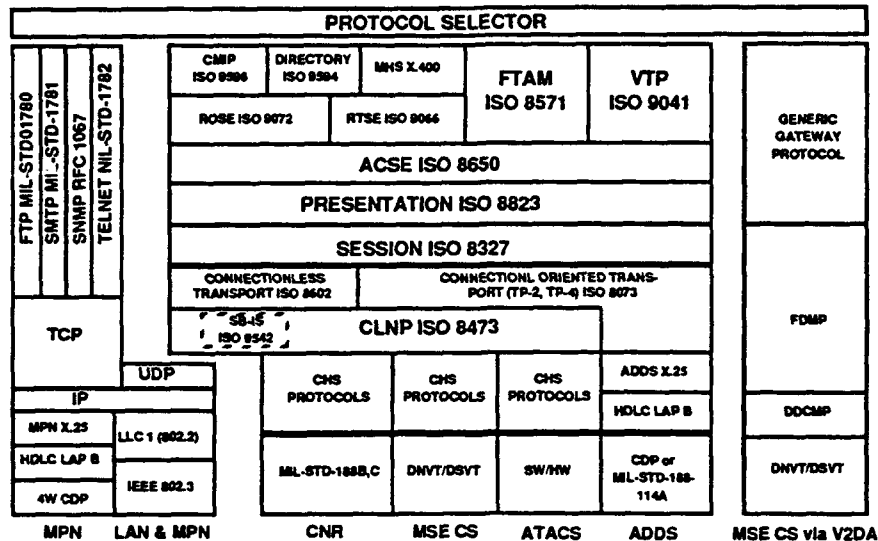 PROTOCOL SELECTOR
FTP MIL-STD01780
SMTP MIL-STD-1781
SNMP RFC 1067
TELNET NIL-STD-1782
CMIP
ISO 9596
DIRECTORY
ISO 9594
MHS X.400
FTAM
ISO 8571
VTP
ISO 9041
ROSE ISO 9072
RTSE ISO 9066
ACSE ISO 8650
PRESENTATION ISO 8823
SESSION ISO 8327
CONNECTIONLESS
TRANSPORT ISO 8602
CONNECTIONL ORIENTED TRANS-
PORT (TP-2, TP-4) ISO 8073
ISO 9542
CLNP ISO 8473
TCP
UDP
IP
MPN X.25
HDLC LAP B
4W CDP
LLC 1 (802.2)
IEEE 802.3
CHS
PROTOCOLS
CHS
PROTOCOLS
CHS
PROTOCOLS
ADDS X.25
HDLC LAP B
MIL-STD-188B,C
DNVT/DSVT
SW/HW
CDP or
MIL-STD-188-
114A
GENERIC
GATEWAY
PROTOCOL
FDMP
DDCMP
DNVT/DSVT
MPN
LAN & MPN
CNR
MSE CS
ATACS
ADDS
MSE CS via V2DA